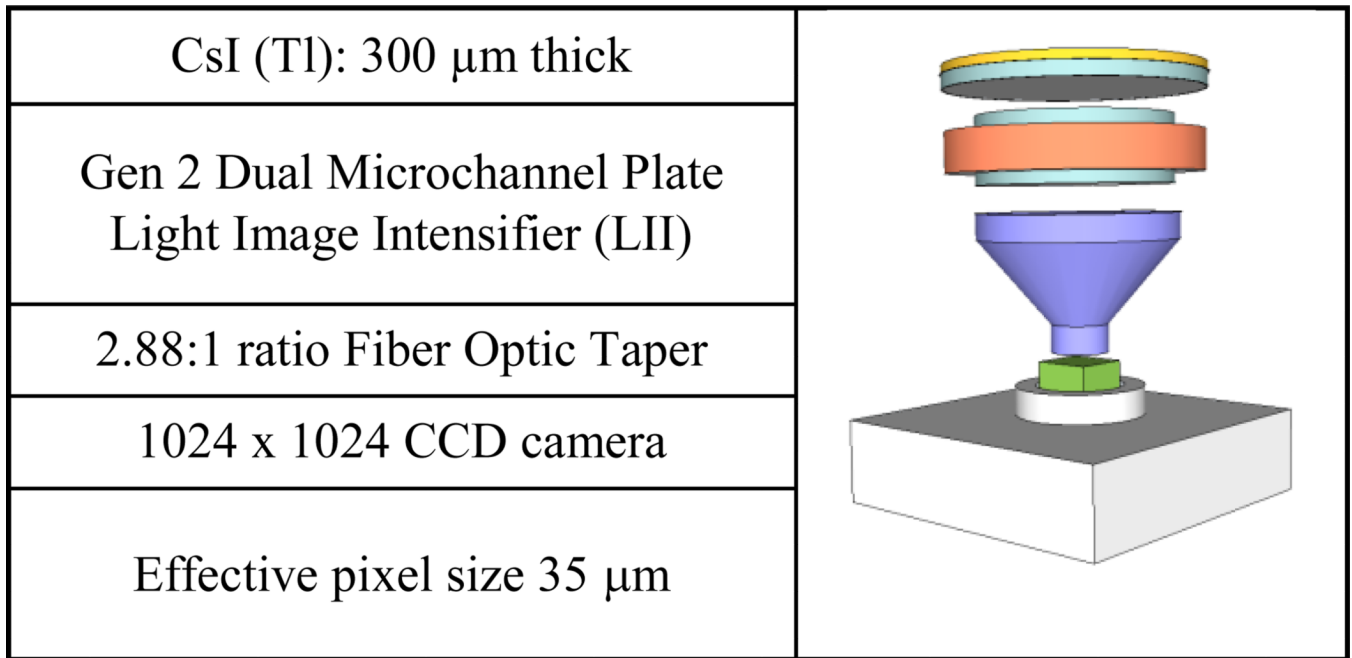 CsI (Tl): 300 μm thick
Gen 2 Dual Microchannel Plate
Light Image Intensifier (LII)
2.88:1 ratio Fiber Optic Taper
1024 x 1024 CCD camera
Effective pixel size 35 μm